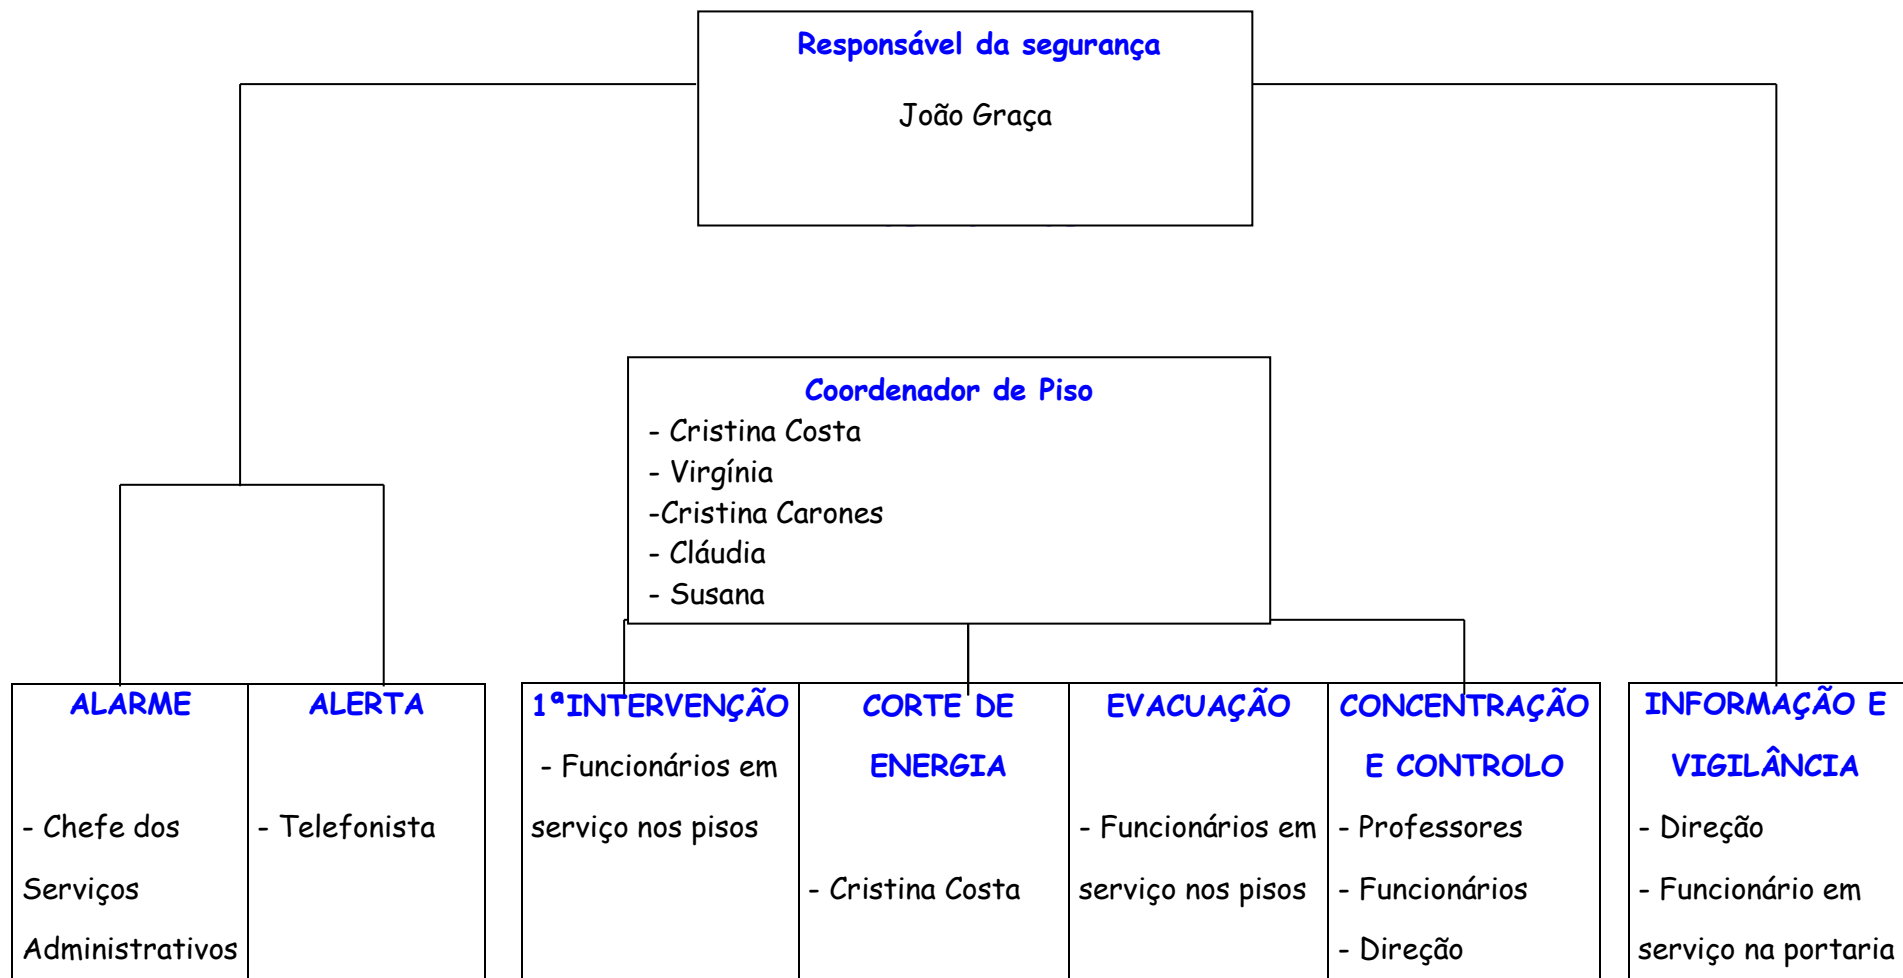 Responsável da segurança
João Graça
Coordenador de Piso
- Cristina Costa
- Virgínia
-Cristina Carones
- Cláudia
- Susana
ALARME
- Chefe dos
Serviços
Administrativos
ALERTA
- Telefonista
1ªINTERVENÇÃO
- Funcionários em
serviço nos pisos
CORTE DE
ENERGIA
- Cristina Costa
EVACUAÇÃO
- Funcionários em
serviço nos pisos
CONCENTRAÇÃO
E CONTROLO
- Professores
- Funcionários
- Direção
INFORMAÇÃO E
VIGILÂNCIA
- Direção
- Funcionário em
serviço na portaria